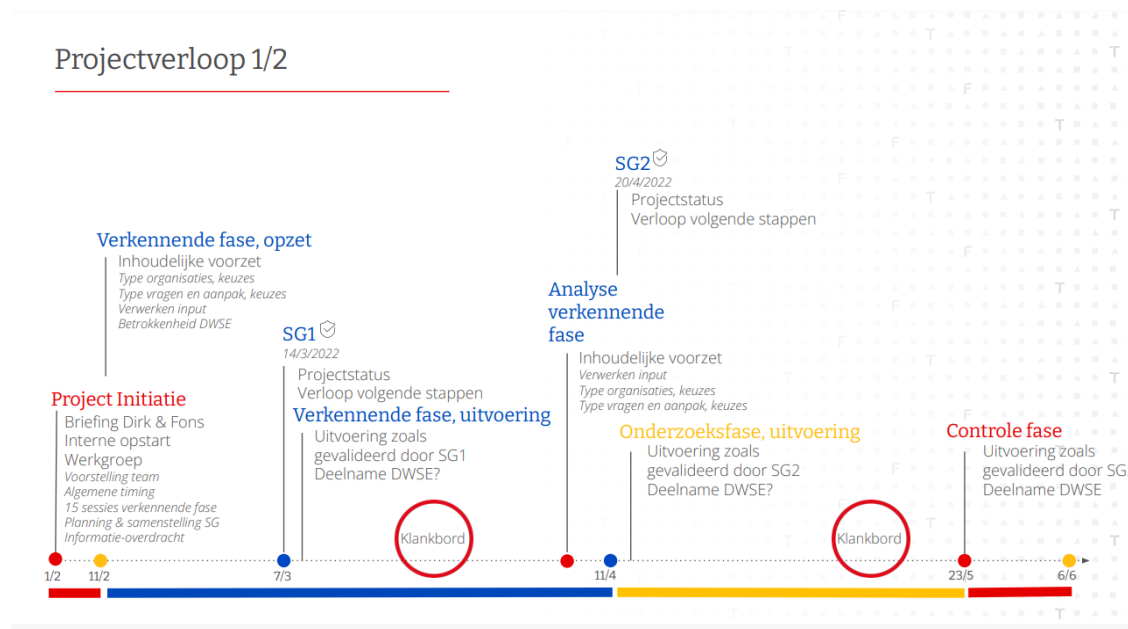 Projectverloop 1/2
SG2
20/4/2022
Projectstatus
Verloop volgende stappen
Verkennende fase, opzet
Inhoudelijke voorzet
Type organisaties, keuzes
Type vragen en aanpak, keuzes
Verwerken input
Betrokkenheid DWSE
Analyse
verkennende
fase
Inhoudelijke voorzet
Verwerken input
Type organisaties, keuzes
Type vragen en aanpak, keuzes
SG1
14/3/2022
Projectstatus
Verloop volgende stappen
Verkennende fase, uitvoering
Uitvoering zoals
gevalideerd door SG1
Deelname DWSE?
Project Initiatie
Briefing Dirk & Fons
Interne opstart
Werkgroep
Voorstelling team
Algemene timing
15 sessies verkennende fase
Planning & samenstelling SG
Informatie-overdracht
Onderzoeksfase, uitvoering
Uitvoering zoals
gevalideerd door SG2
Deelname DWSE?
Controle fase
Uitvoering zoals
gevalideerd door SG
Deelname DWSE
Klankbord
Klankbord
1/2
11/2
7/3
11/4
23/5
6/6